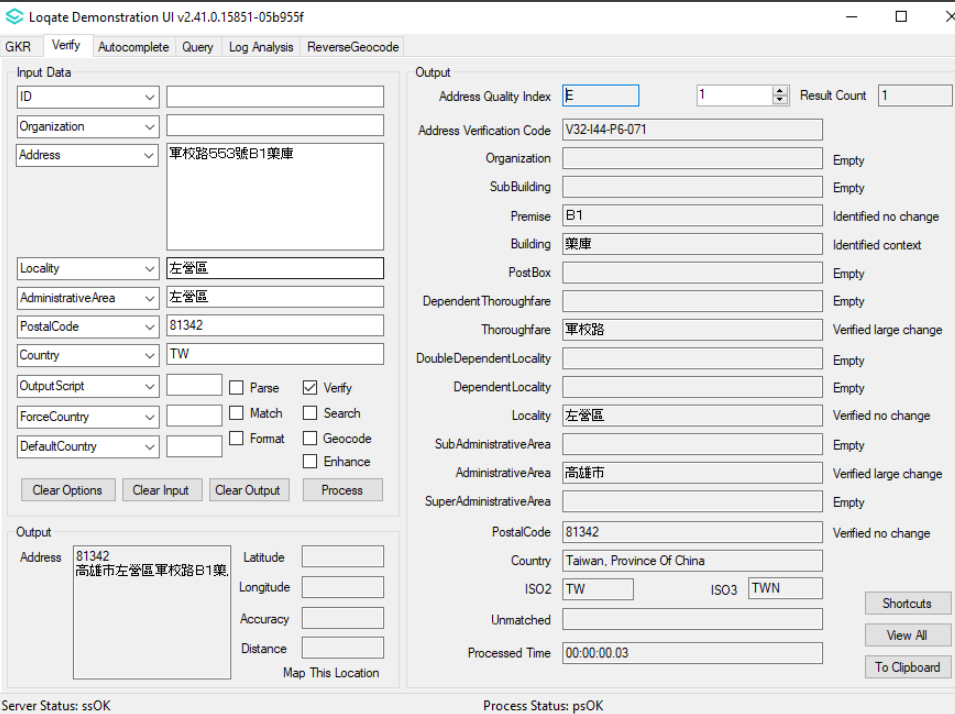 Loqate Demonstration UI v2.41.0.15851-05b955f
GKR Verify Autocomplete Query Log Analysis ReverseGeocode
Input Data
ID
Organization
Address 軍校路553號B1藥庫
Locality 左營區
AdministrativeArea 左營區
PostalCode 81342
Country TW
OutputScript Parse Verify
ForceCountry Match Search
DefaultCountry Format Geocode
Enhance
Clear Options Clear Input Clear Output Process
Output
Address 81342
高雄市左營區軍校路B1藥
Latitude
Longitude
Accuracy
Distance
Map This Location
Output
Address Quality Index E 1 Result Count 1
Address Verification Code V32-I44-P6-071
Organization Empty
SubBuilding Empty
Premise B1 Identified no change
Building 藥庫 Identified context
PostBox Empty
DependentThoroughfare Empty
Thoroughfare 軍校路 Verified large change
DoubleDependentLocality Empty
DependentLocality Empty
Locality 左營區 Verified no change
SubAdministrativeArea Empty
AdministrativeArea 高雄市 Verified large change
SuperAdministrativeArea Empty
PostalCode 81342 Verified no change
Country Taiwan, Province Of China
ISO2 TW ISO3 TWN
Unmatched
Processed Time 00:00:00.03
Shortcuts
View All
To Clipboard
Server Status: ssOK Process Status: psOK